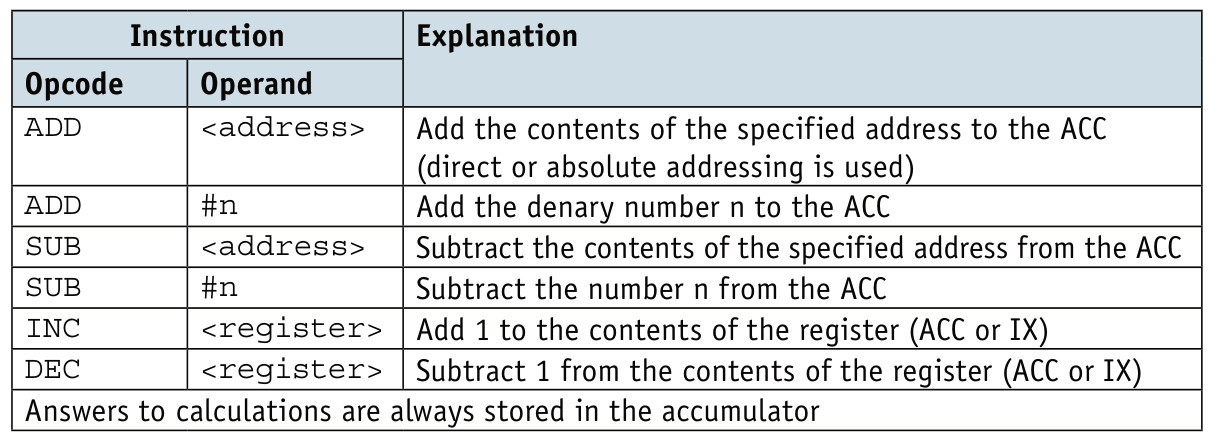 Instruction Explanation
Opcode Operand
ADD <address> Add the contents of the specified address to the ACC
(direct or absolute addressing is used)
ADD #n Add the denary number n to the ACC
SUB <address> Subtract the contents of the specified address from the ACC
SUB #n Subtract the number n from the ACC
INC <register> Add 1 to the contents of the register (ACC or IX)
DEC <register> Subtract 1 from the contents of the register (ACC or IX)
Answers to calculations are always stored in the accumulator